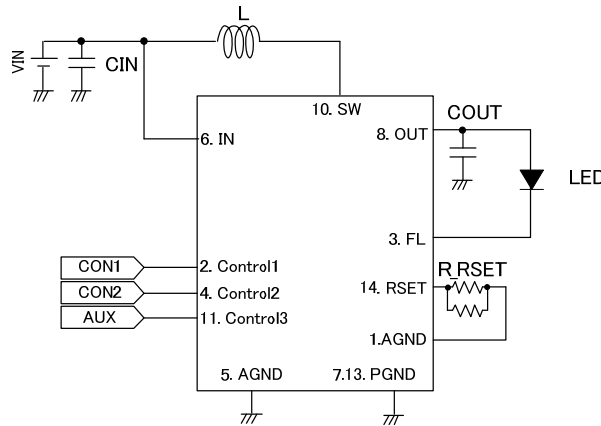 L
VIN
CIN
10. SW
COUT
6. IN
8. OUT
LED
3. FL
CON1
2. Control1
R_RSET
CON2
4. Control2
14. RSET
AUX
11. Control3
1.AGND
5. AGND
7.13. PGND